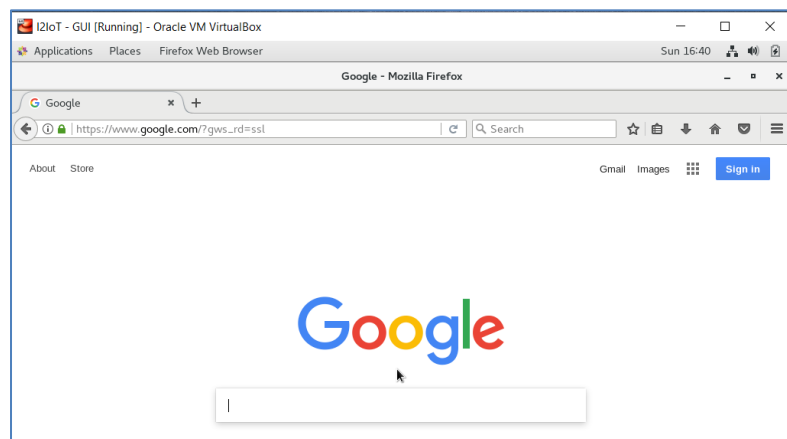 I2IoT - GUI [Running] - Oracle VM VirtualBox
Applications Places Firefox Web Browser Sun 16:40
Google - Mozilla Firefox
Google
https://www.google.com/?gws_rd=ssl Search
About Store Gmail Images Sign in
Google